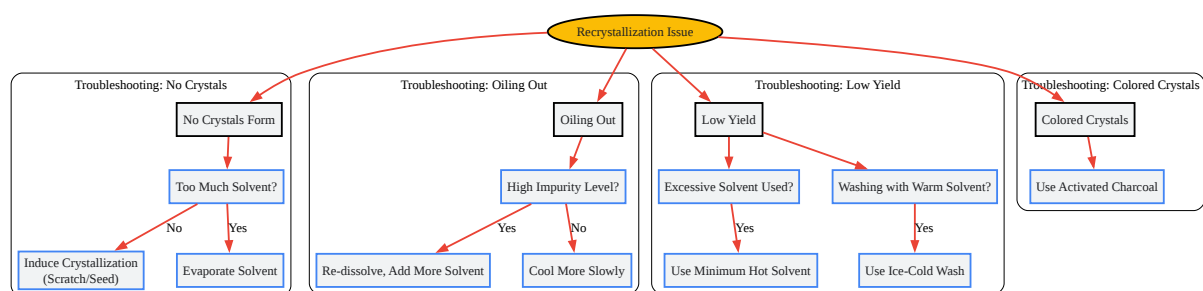 Recrystallization Issue
Troubleshooting: No Crystals
Troubleshooting: Oiling Out
Troubleshooting: Low Yield
Troubleshooting: Colored Crystals
No Crystals Form
Oiling Out
Low Yield
Colored Crystals
Too Much Solvent?
High Impurity Level?
Excessive Solvent Used?
Washing with Warm Solvent?
Use Activated Charcoal
No
Yes
Yes
No
Yes
Yes
Induce Crystallization
(Scratch/Seed)
Evaporate Solvent
Re-dissolve, Add More Solvent
Cool More Slowly
Use Minimum Hot Solvent
Use Ice-Cold Wash